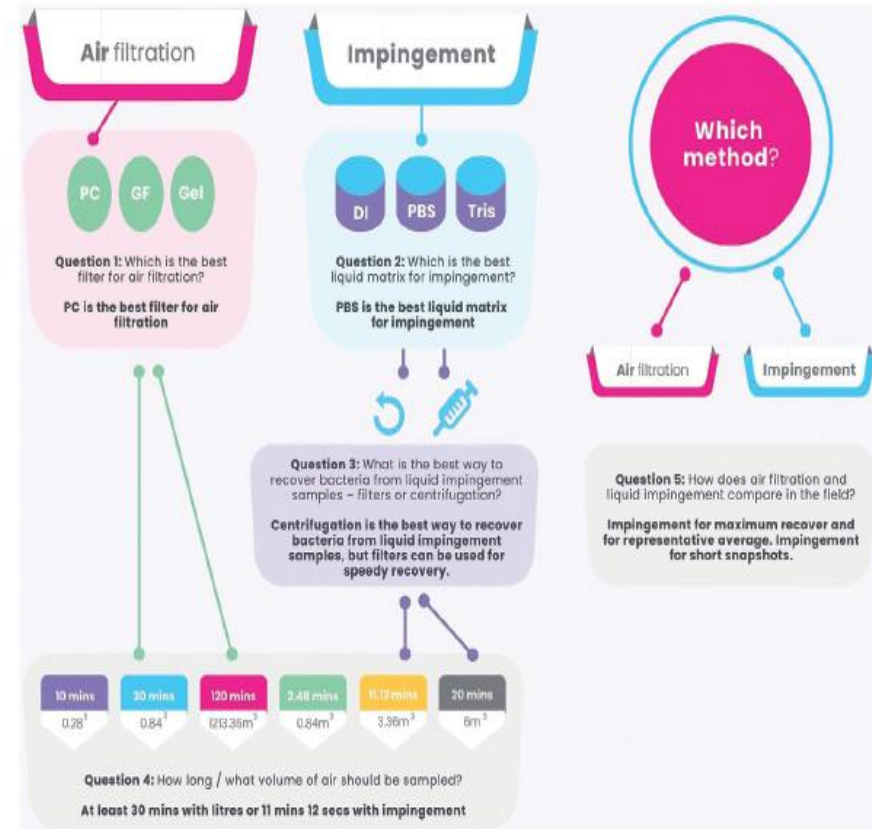 Air filtration
Impingement
Which
method?
PC
GF
Gel
DI
PBS
Tris
Question 1: Which is the best
filter for air filtration?
PC is the best filter for air
filtration
Question 2: Which is the best
liquid matrix for impingement?
PBS is the best liquid matrix
for impingement
Air filtration
Impingement
Question 3: What is the best way to
recover bacteria from liquid impingement
samples – filters or centrifugation?
Centrifugation is the best way to recover
bacteria from liquid impingement
samples, but filters can be used for
speedy recovery.
Question 5: How does air filtration and
liquid impingement compare in the field?
Impingement for maximum recover and
for representative average. Impingement
for short snapshots.
10 mins
0.28³
30 mins
0.84³
120 mins
1213.36m³
2.48 mins
0.84m³
11.12 mins
3.36m³
20 mins
6m³
Question 4: How long / what volume of air should be sampled?
At least 30 mins with litres or 11 mins 12 secs with impingement